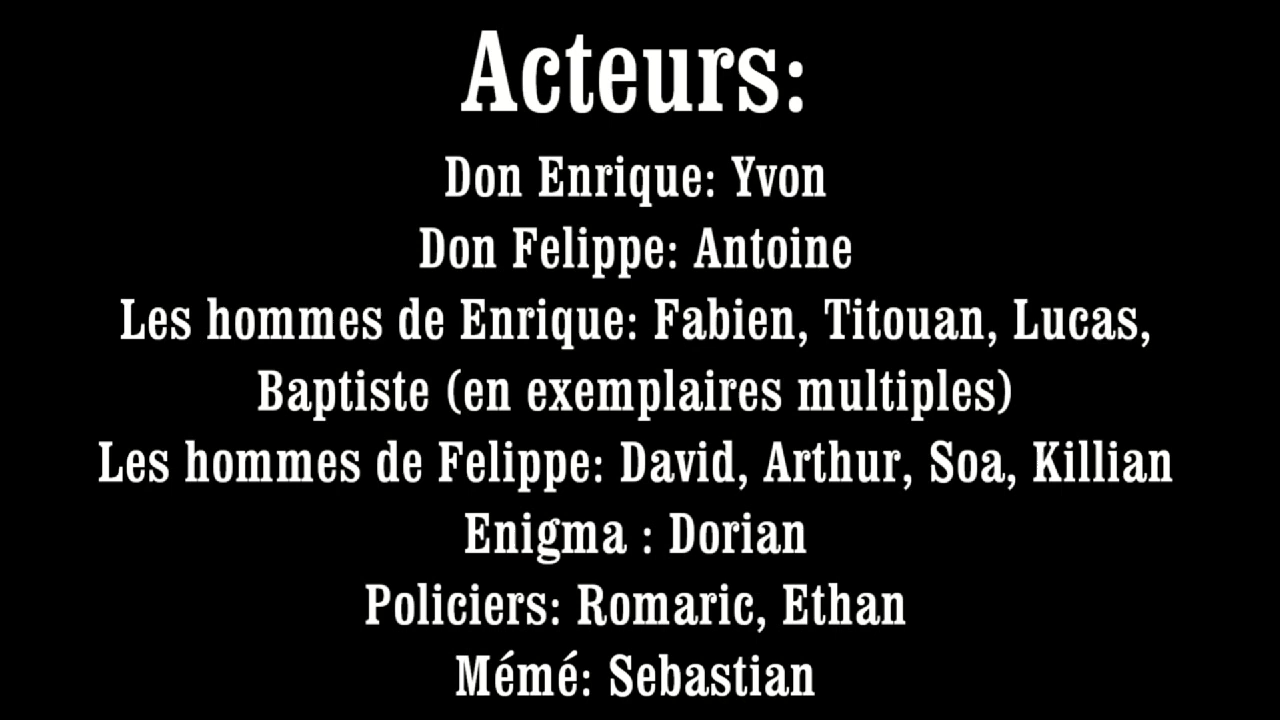 Acteurs:
Don Enrique: Yvon
Don Felippe: Antoine
Les hommes de Enrique: Fabien, Titouan, Lucas,
Baptiste (en exemplaires multiples)
Les hommes de Felippe: David, Arthur, Soa, Killian
Enigma : Dorian
Policiers: Romaric, Ethan
Mémé: Sebastian